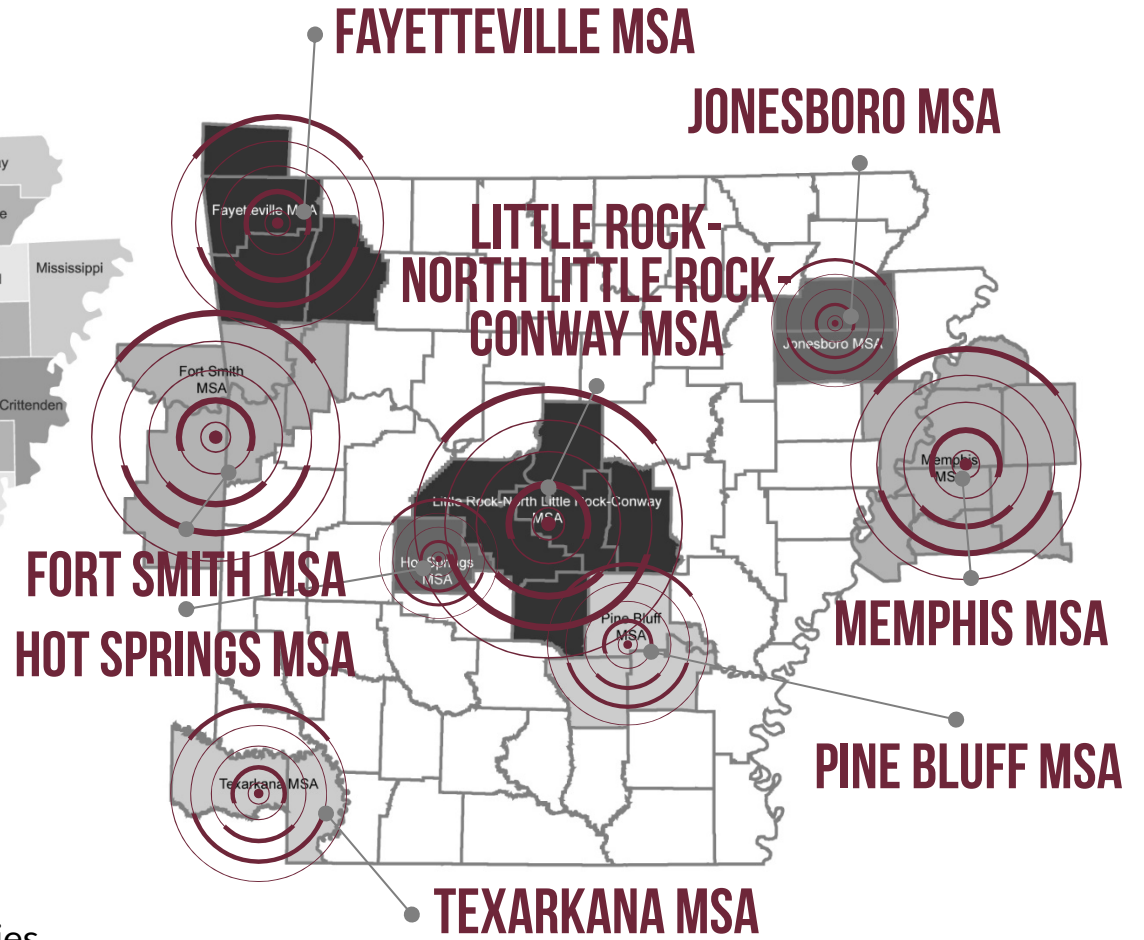 FAYETTEVILLE MSA
JONESBORO MSA
Mississippi
Fayetteville MSA
LITTLE ROCK-
NORTH LITTLE ROCK-
CONWAY MSA
Jonesboro MSA
Fort Smith
MSA
Crittenden
Memphis
MSA
Little Rock-North Little Rock-Conway
MSA
Hot Springs
MSA
FORT SMITH MSA
HOT SPRINGS MSA
Pine Bluff
MSA
MEMPHIS MSA
PINE BLUFF MSA
Texarkana MSA
TEXARKANA MSA